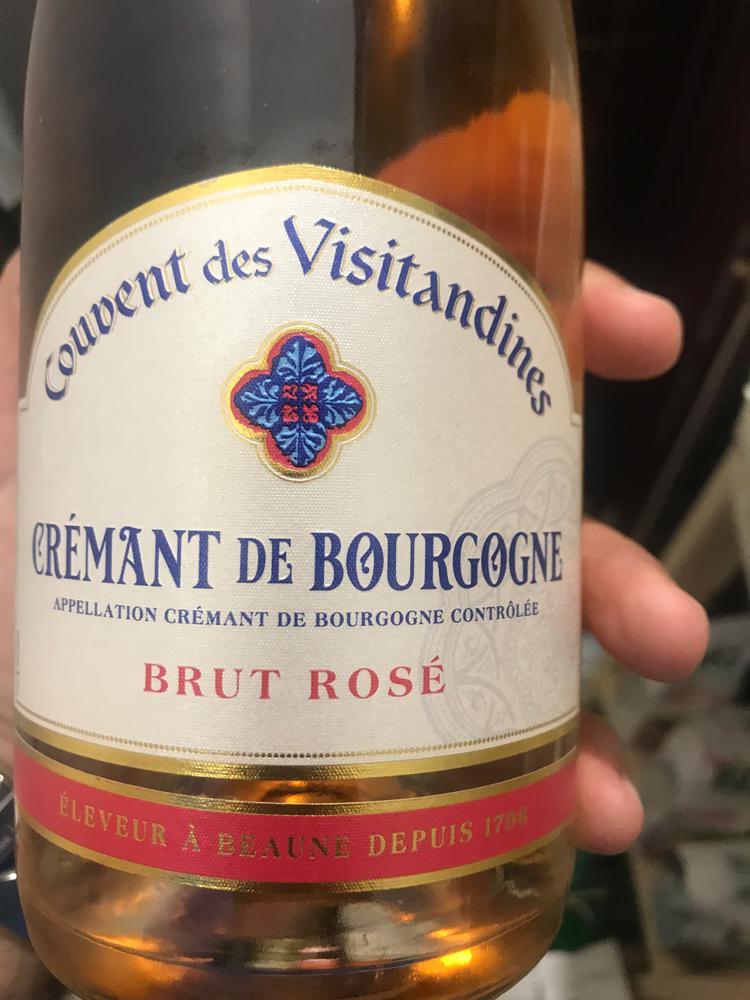 Couvent des Visitandines
CRÉMANT DE BOURGOGNE
APPELLATION CRÉMANT DE BOURGOGNE CONTRÔLÉE
BRUT ROSÉ
ÉLEVEUR À BEAUNE DEPUIS 1796